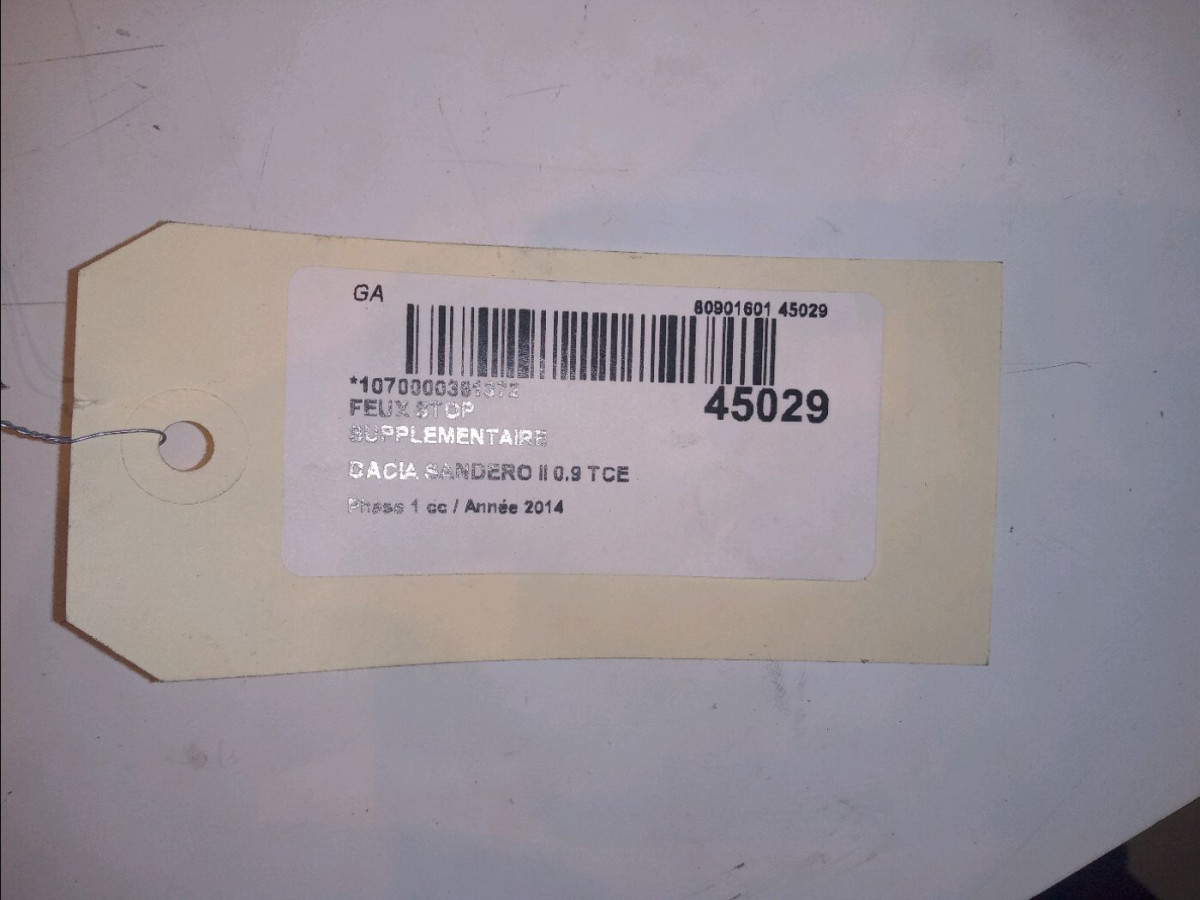 GA
80901601 45029
45029
FEUX STOP
SUPPLEMENTAIRE
DACIA SANDERO II 0.9 TCE
Phase 1 cc / Année 2014